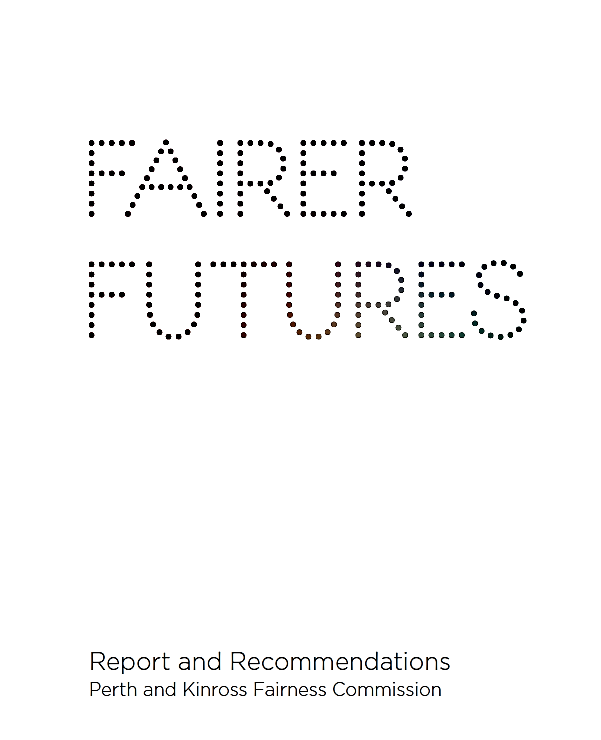 FAIRER
FUTURES
Report and Recommendations
Perth and Kinross Fairness Commission